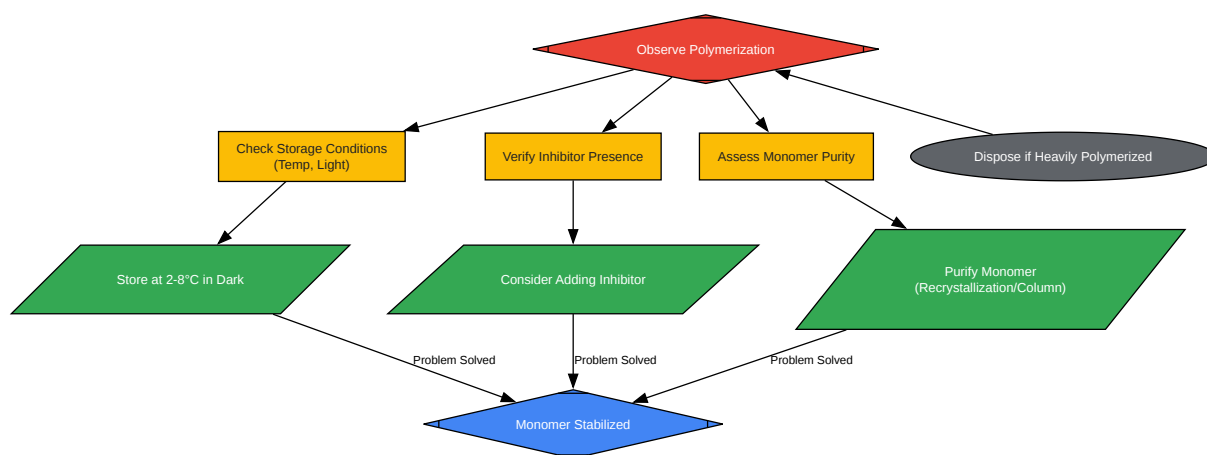 Observe Polymerization
Check Storage Conditions
(Temp, Light)
Verify Inhibitor Presence
Assess Monomer Purity
Dispose if Heavily Polymerized
Store at 2-8°C in Dark
Consider Adding Inhibitor
Purify Monomer
(Recrystallization/Column)
Problem Solved
Problem Solved
Problem Solved
Monomer Stabilized